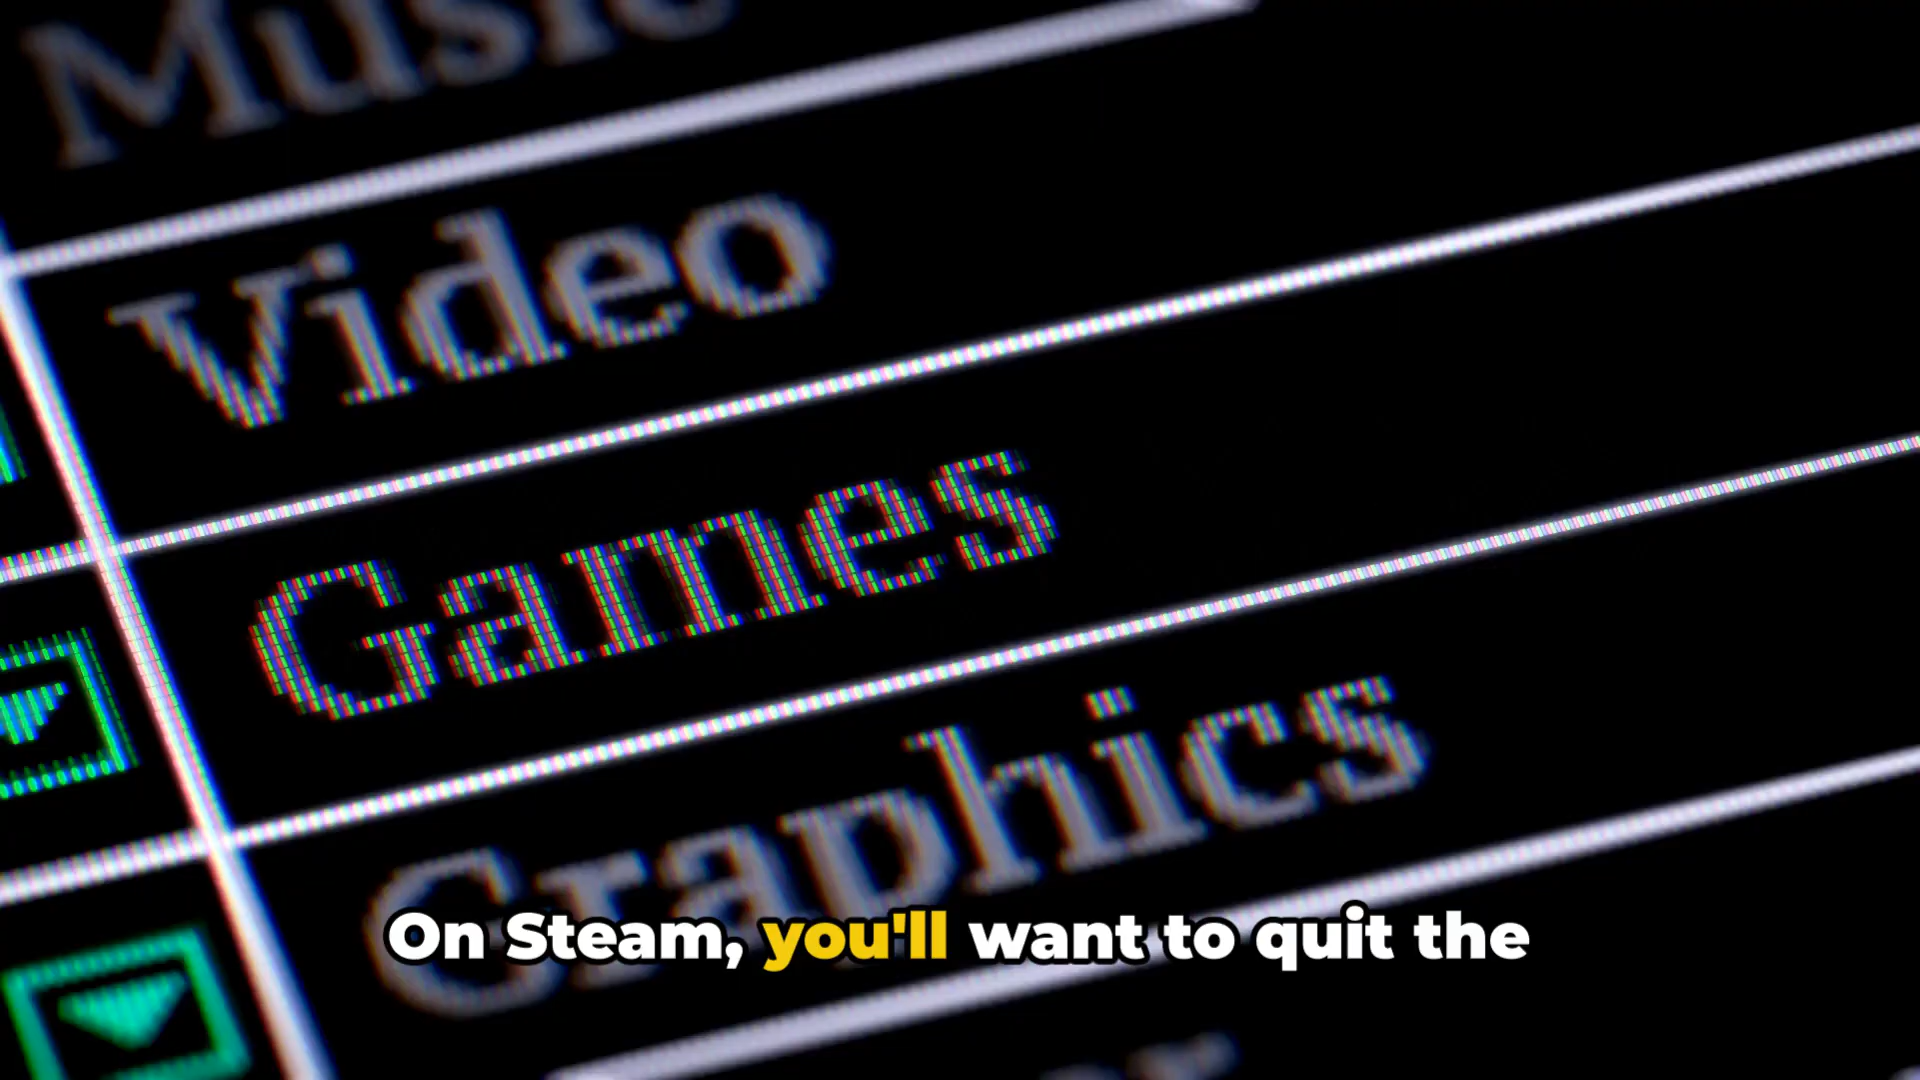 Music
Video
Games
Graphics
On Steam, you'll want to quit the